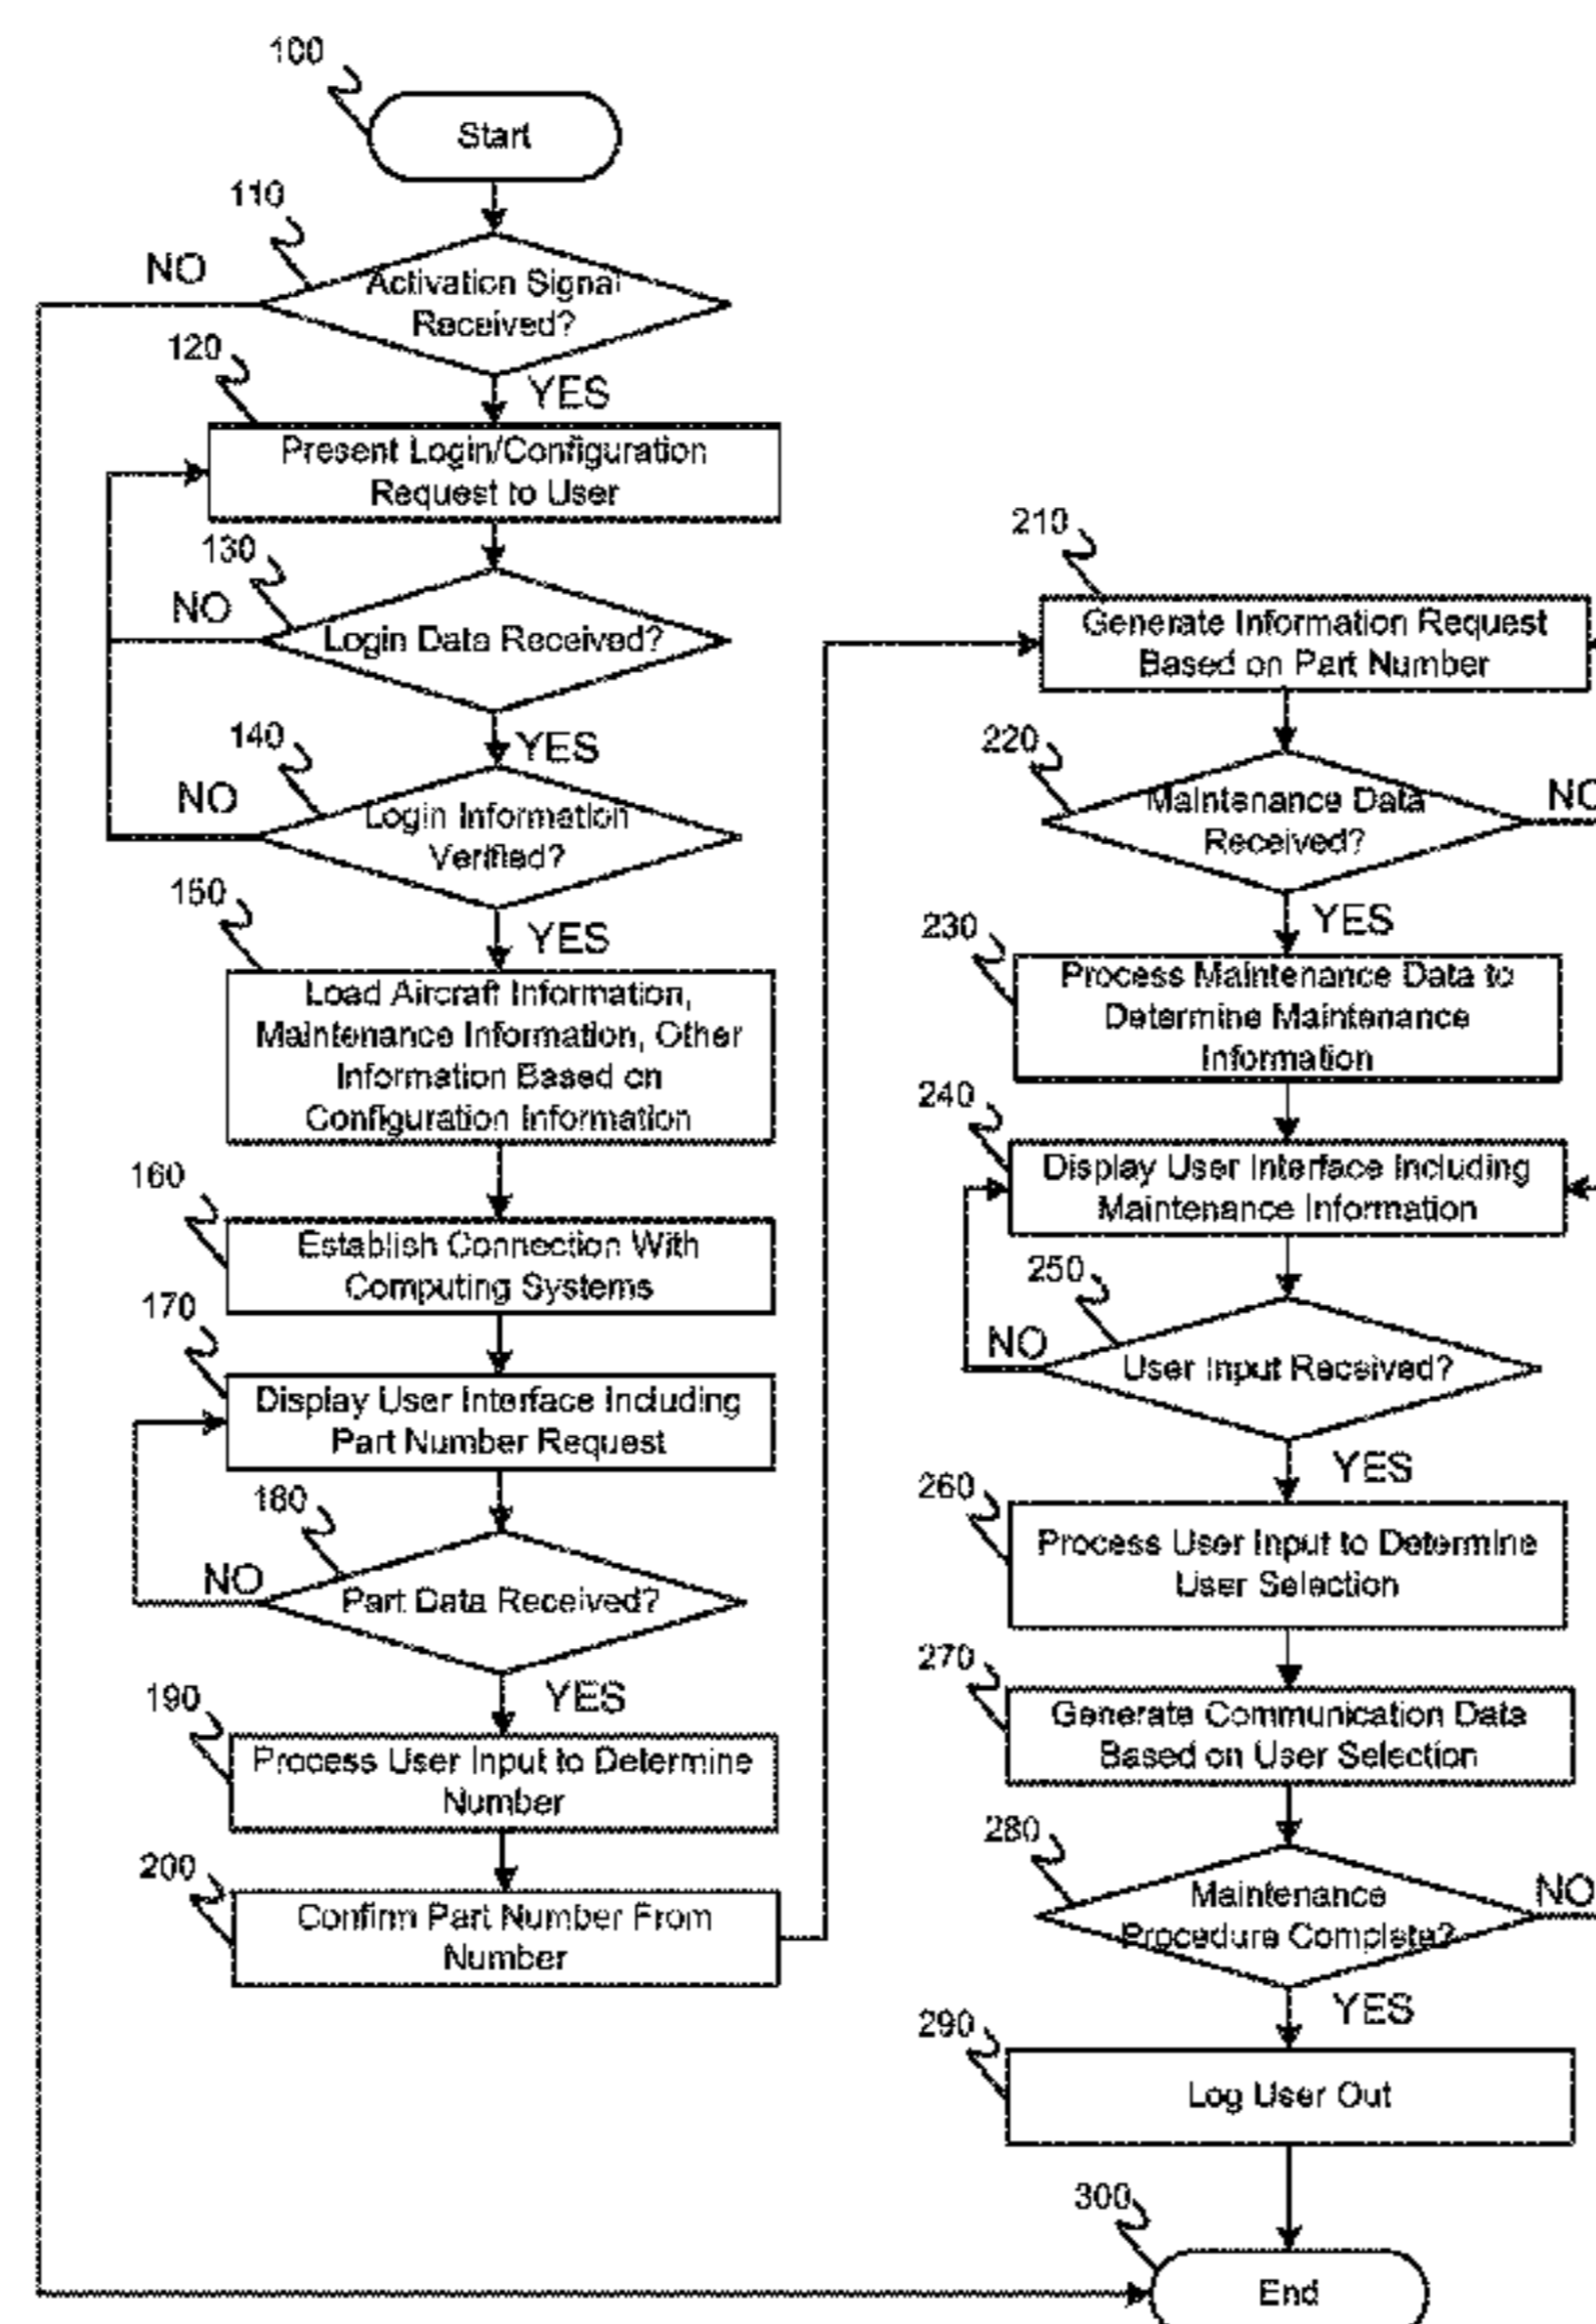 100
Start
110
NO
Activation Signal
Received?
YES
120
Present Login/Configuration
Request to User
130
NO
Login Data Received?
YES
140
NO
Login Information
Verified?
YES
150
Load Aircraft Information,
Maintenance Information, Other
Information Based on
Configuration Information
160
Establish Connection With
Computing Systems
170
Display User Interface Including
Part Number Request
180
NO
Part Data Received?
YES
190
Process User Input to Determine
Number
200
Confirm Part Number From
Number
210
Generate Information Request
Based on Part Number
220
Maintenance Data
Received?
NO
YES
230
Process Maintenance Data to
Determine Maintenance
Information
240
Display User Interface Including
Maintenance Information
250
NO
User Input Received?
YES
260
Process User Input to Determine
User Selection
270
Generate Communication Data
Based on User Selection
280
Maintenance
Procedure Complete?
NO
YES
290
Log User Out
300
End